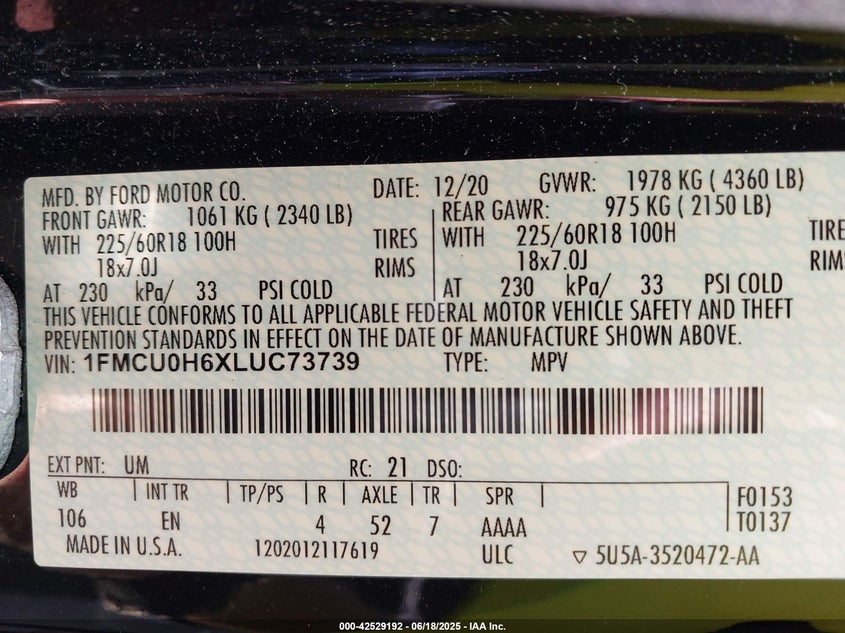 MFD. BY FORD MOTOR CO. DATE: 12/20 GVWR: 1978 KG ( 4360 LB)
FRONT GAWR: 1061 KG ( 2340 LB) REAR GAWR: 975 KG ( 2150 LB)
WITH 225/60R18 100H TIRES WITH 225/60R18 100H TIRE
18x7.0J RIMS 18x7.0J RIM
AT 230 kPa/ 33 PSI COLD AT 230 kPa/ 33 PSI COLD
THIS VEHICLE CONFORMS TO ALL APPLICABLE FEDERAL MOTOR VEHICLE SAFETY AND THEFT
PREVENTION STANDARDS IN EFFECT ON THE DATE OF MANUFACTURE SHOWN ABOVE.
VIN: 1FMCU0H6XLUC73739 TYPE: MPV
EXT PNT: UM RC: 21 DSO:
WB INT TR TP/PS R AXLE TR SPR F0153
106 EN 4 52 7 AAAA T0137
MADE IN U.S.A. 1202012117619 ULC ▽ 5U5A-3520472-AA
000-42529192 - 06/18/2025 - IAA Inc.